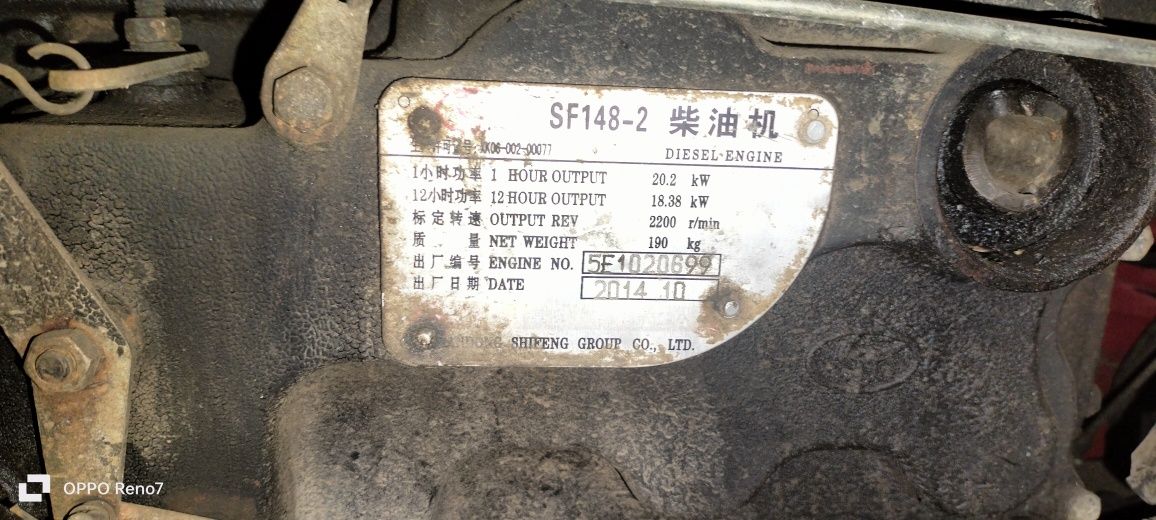 SF148-2 柴油机
XK06-002-00077
DIESEL ENGINE
1小时功率 1 HOUR OUTPUT 20.2 kW
12小时功率 12 HOUR OUTPUT 18.38 kW
标定转速 OUTPUT REV 2200 r/min
质 量 NET WEIGHT 190 kg
出厂编号 ENGINE NO. 5F1020699
出厂日期 DATE 2014 10
SHIFENG GROUP CO., LTD.
OPPO Reno7